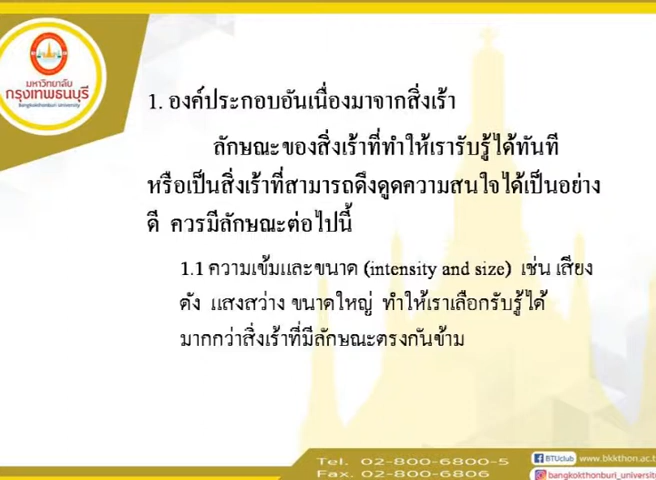 มหาวิทยาลัย
กรุงเทพธนบุรี
Bangkokthonburi University
1. องค์ประกอบอันเนื่องมาจากสิ่งเร้า
ลักษณะของสิ่งเร้าที่ทำให้เรารับรู้ได้ทันที
หรือเป็นสิ่งเร้าที่สามารถดึงดูดความสนใจได้เป็นอย่าง
ดี ควรมีลักษณะต่อไปนี้
1.1 ความเข้มและขนาด (intensity and size) เช่น เสียง
ดัง แสงสว่าง ขนาดใหญ่ ทำให้เราเลือกรับรู้ได้
มากกว่าสิ่งเร้าที่มีลักษณะตรงกันข้าม
Tel. 02-800-6800-5
BTUclub www.bkkthon.ac.t
Fax. 02-800-6806
bangkokthonburi_university